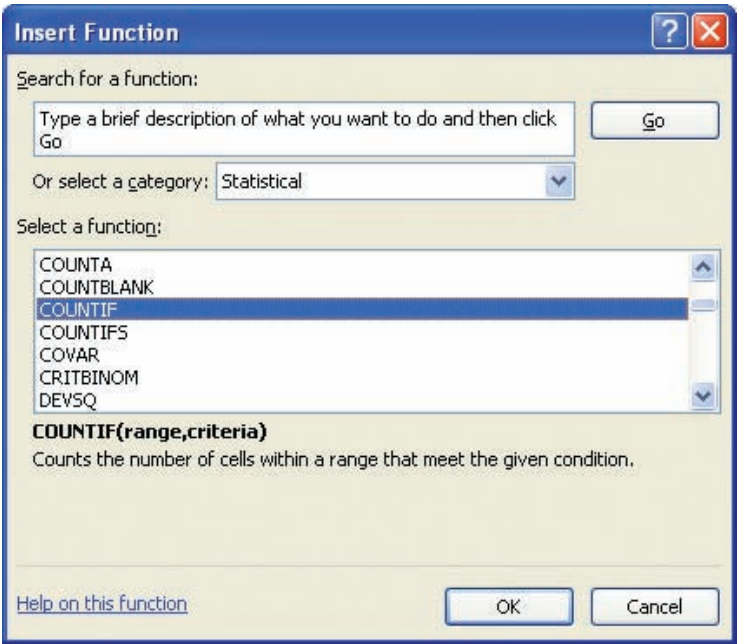 Insert Function
Search for a function:
Type a brief description of what you want to do and then click
Go
Go
Or select a category: Statistical
Select a function:
COUNTA
COUNTBLANK
COUNTIF
COUNTIFS
COVAR
CRITBINOM
DEVSQ
COUNTIF(range,criteria)
Counts the number of cells within a range that meet the given condition.
Help on this function
OK
Cancel